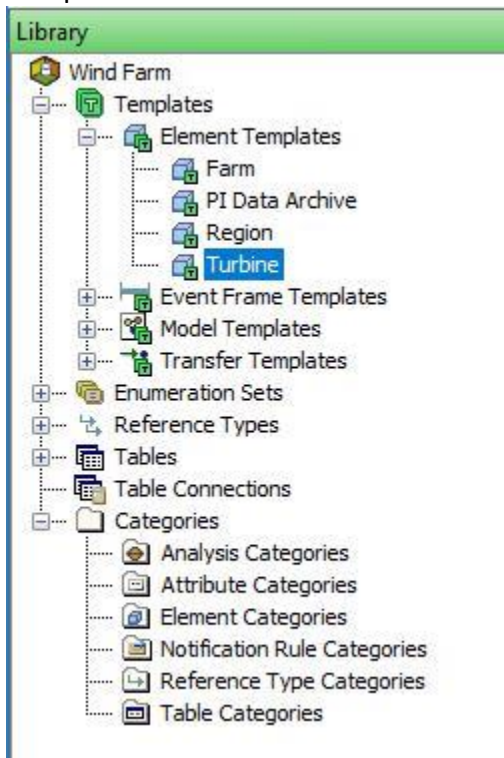 Library
Wind Farm
Templates
Element Templates
Farm
PI Data Archive
Region
Turbine
Event Frame Templates
Model Templates
Transfer Templates
Enumeration Sets
Reference Types
Tables
Table Connections
Categories
Analysis Categories
Attribute Categories
Element Categories
Notification Rule Categories
Reference Type Categories
Table Categories